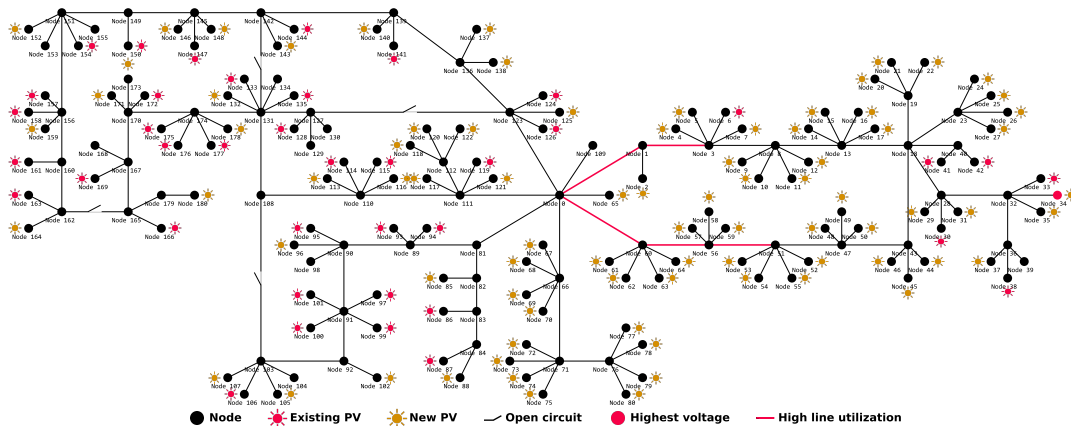 Node 151
Node 149
Node 145
Node 142
Node 139
Node 152
Node 155
Node 146
Node 148
Node 144
Node 140
Node 137
Node 153
Node 154
Node 150
Node 147
Node 143
Node 141
Node 136
Node 138
Node 173
Node 133
Node 134
Node 157
Node 171
Node 172
Node 132
Node 135
Node 124
Node 158
Node 156
Node 170
Node 174
Node 131
Node 127
Node 123
Node 125
Node 159
Node 175
Node 178
Node 128
Node 130
Node 120
Node 122
Node 126
Node 168
Node 176
Node 177
Node 129
Node 118
Node 109
Node 161
Node 160
Node 167
Node 114
Node 115
Node 112
Node 119
Node 169
Node 113
Node 116
Node 117
Node 121
Node 163
Node 179
Node 180
Node 108
Node 110
Node 111
Node 0
Node 65
Node 162
Node 165
Node 164
Node 166
Node 21
Node 22
Node 20
Node 24
Node 19
Node 25
Node 5
Node 6
Node 15
Node 16
Node 23
Node 26
Node 4
Node 7
Node 14
Node 17
Node 27
Node 1
Node 3
Node 8
Node 13
Node 18
Node 40
Node 9
Node 12
Node 41
Node 42
Node 2
Node 10
Node 11
Node 33
Node 28
Node 32
Node 34
Node 58
Node 49
Node 29
Node 31
Node 35
Node 57
Node 59
Node 48
Node 50
Node 30
Node 56
Node 51
Node 47
Node 43
Node 36
Node 61
Node 64
Node 53
Node 52
Node 46
Node 44
Node 37
Node 39
Node 62
Node 63
Node 54
Node 55
Node 45
Node 38
Node 95
Node 93
Node 94
Node 96
Node 90
Node 89
Node 81
Node 67
Node 98
Node 68
Node 85
Node 82
Node 66
Node 101
Node 97
Node 69
Node 91
Node 86
Node 83
Node 70
Node 100
Node 99
Node 77
Node 84
Node 72
Node 78
Node 103
Node 92
Node 87
Node 73
Node 71
Node 76
Node 107
Node 104
Node 102
Node 88
Node 74
Node 79
Node 106
Node 105
Node 75
Node 80
Node
Existing PV
New PV
Open circuit
Highest voltage
High line utilization